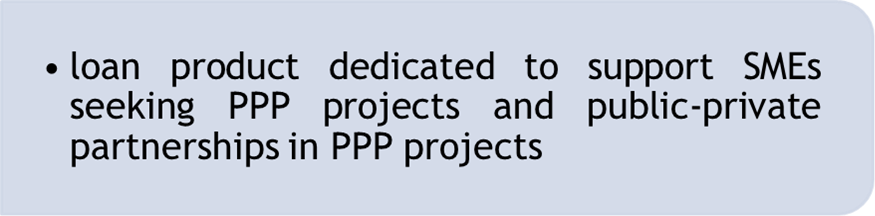 • loan product dedicated to support SMEs
seeking PPP projects and public-private
partnerships in PPP projects